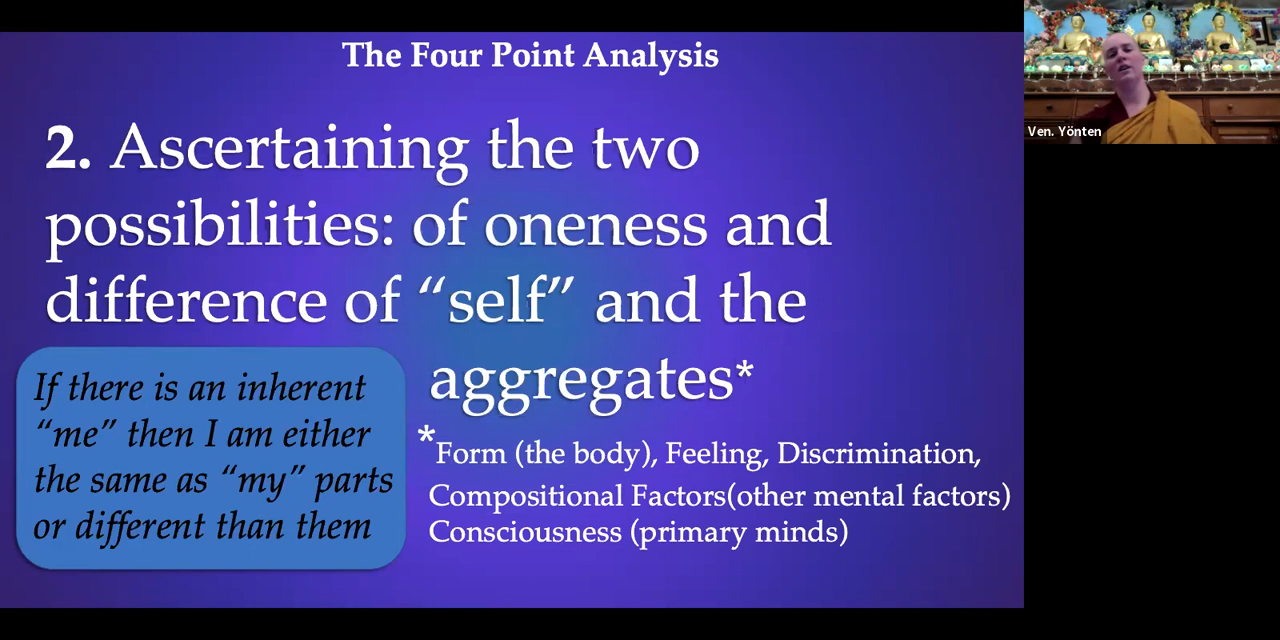 The Four Point Analysis
2. Ascertaining the two
possibilities: of oneness and
difference of “self” and the
aggregates*
If there is an inherent
“me” then I am either
the same as “my” parts
or different than them
*Form (the body), Feeling, Discrimination,
Compositional Factors(other mental factors)
Consciousness (primary minds)
Ven. Yönten